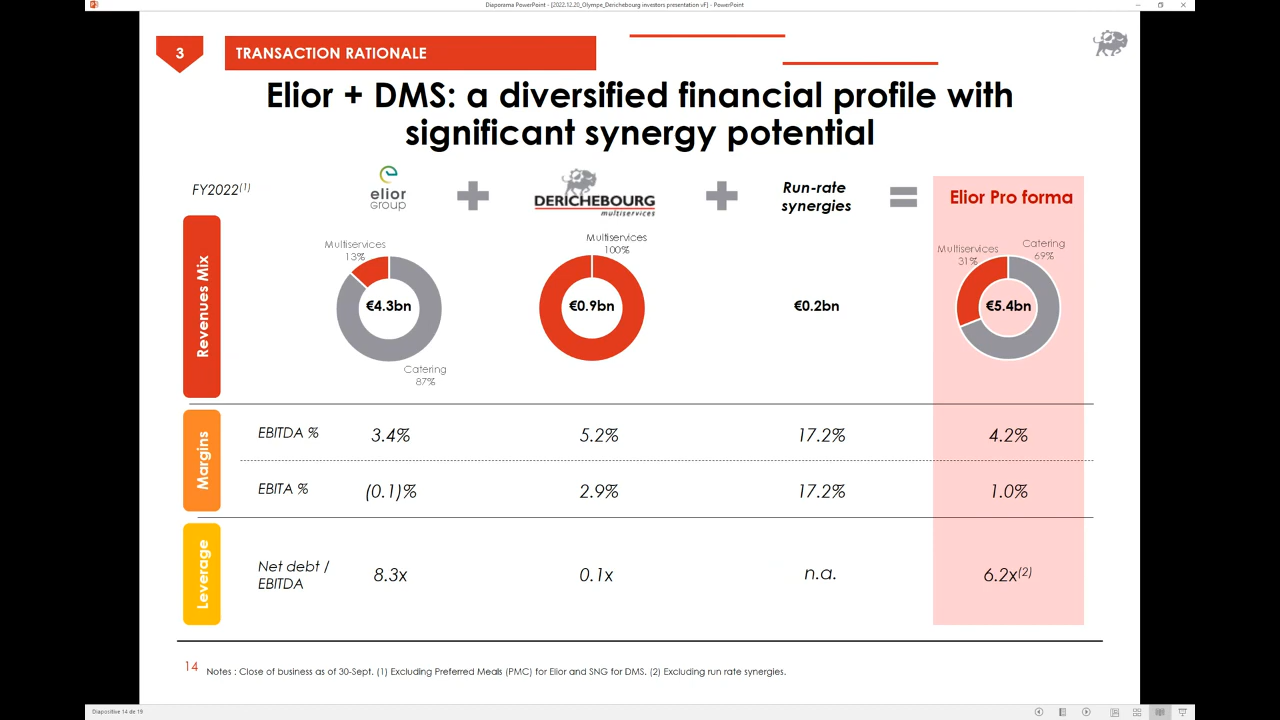 Diaporama PowerPoint - [2022.12.20_Olympe_Derichebourg investors presentation vF] - PowerPoint
3
TRANSACTION RATIONALE
Elior + DMS: a diversified financial profile with
significant synergy potential
FY2022(1)
elior
GROUP
DERICHEBOURG
multiservices
Run-rate
synergies
Elior Pro forma
Revenues Mix
Multiservices
13%
€4.3bn
Catering
87%
Multiservices
100%
€0.9bn
€0.2bn
Multiservices
31%
Catering
69%
€5.4bn
Margins
EBITDA % 3.4% 5.2% 17.2% 4.2%
EBITA % (0.1)% 2.9% 17.2% 1.0%
Leverage
Net debt /
EBITDA
8.3x 0.1x n.a. 6.2x(2)
14
Notes : Close of business as of 30-Sept. (1) Excluding Preferred Meals (PMC) for Elior and SNG for DMS. (2) Excluding run rate synergies.
Diapositive 14 de 19